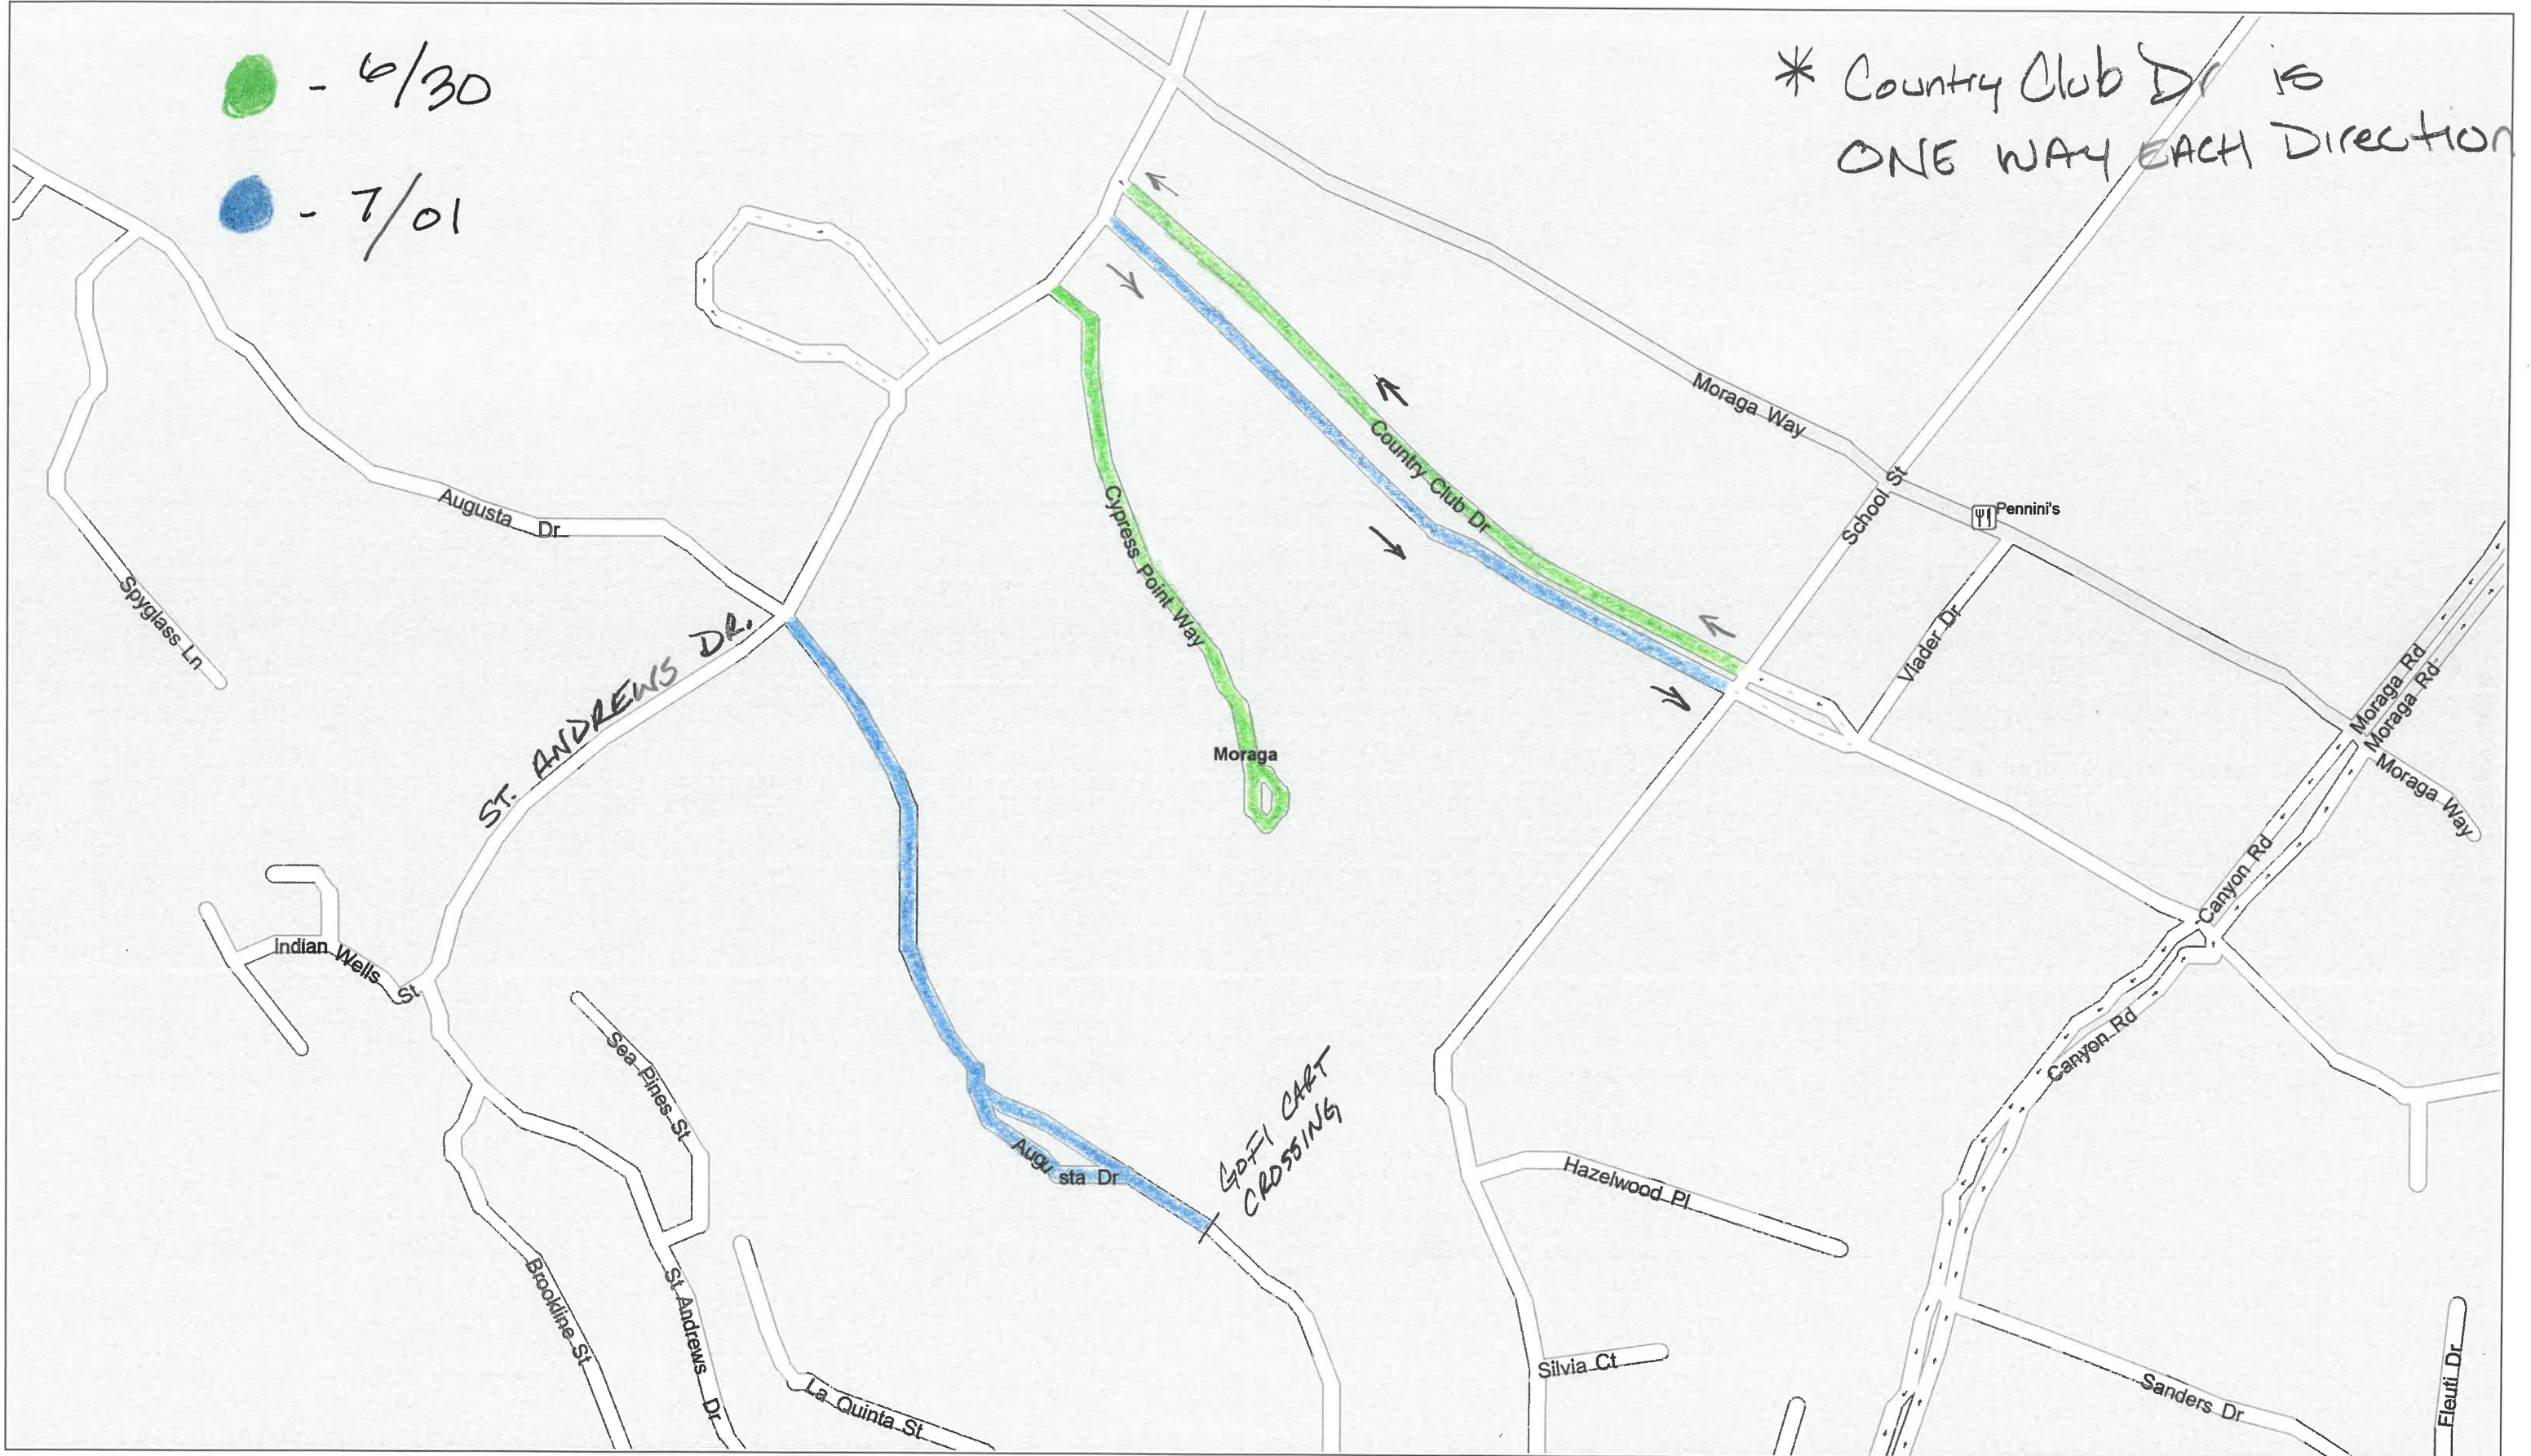 - 6/30
- 7/01
* Country Club Dr is
ONE WAY EACH Direction
Moraga Way
Country Club Dr
School St
Pennini's
Augusta Dr
Cypress Point Way
Spyglass Ln
ST. ANDREWS DR.
Viader Dr
Moraga Rd
Moraga Rd
Moraga
Moraga Way
Canyon Rd
Indian Wells St
Canyon Rd
Sea Pines St
GOFI CART
CROSSING
Augusta Dr
Hazelwood Pl
Brookline St
St Andrews Dr
La Quinta St
Silvia Ct
Sanders Dr
Fleuti Dr